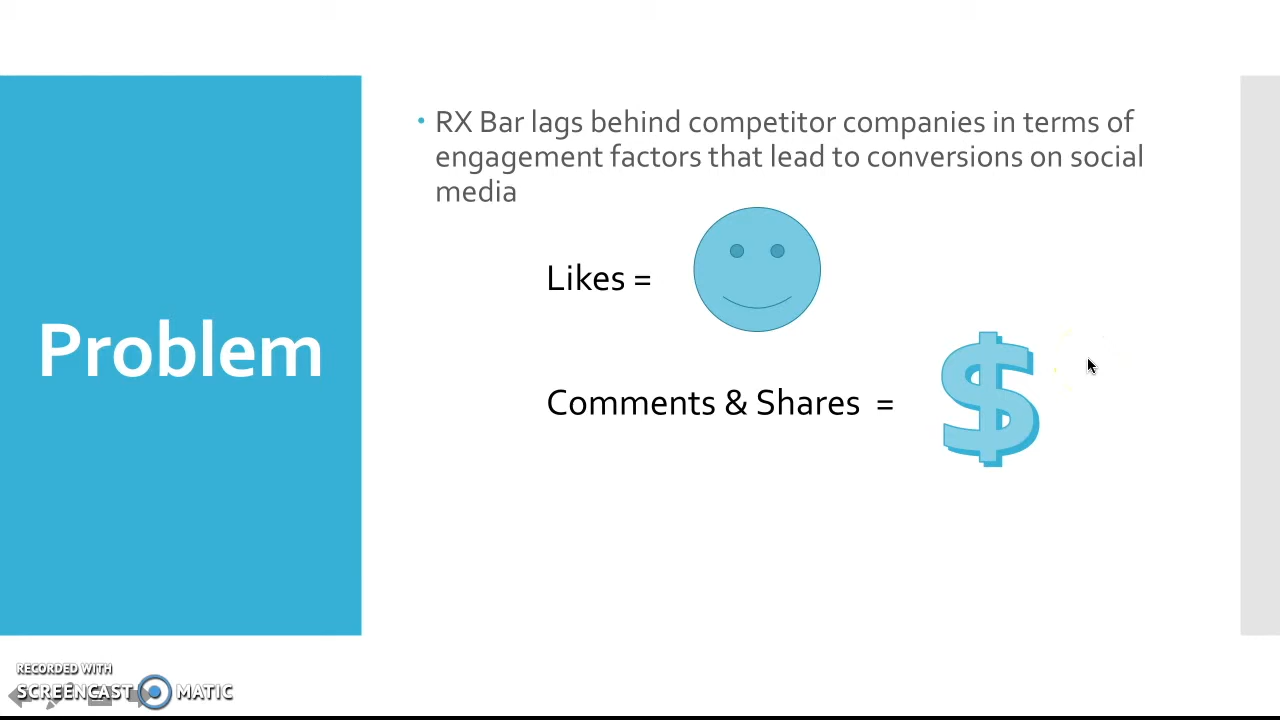 Problem
• RX Bar lags behind competitor companies in terms of
engagement factors that lead to conversions on social
media
Likes =
Comments & Shares =
$
RECORDED WITH
SCREENCAST MATIC